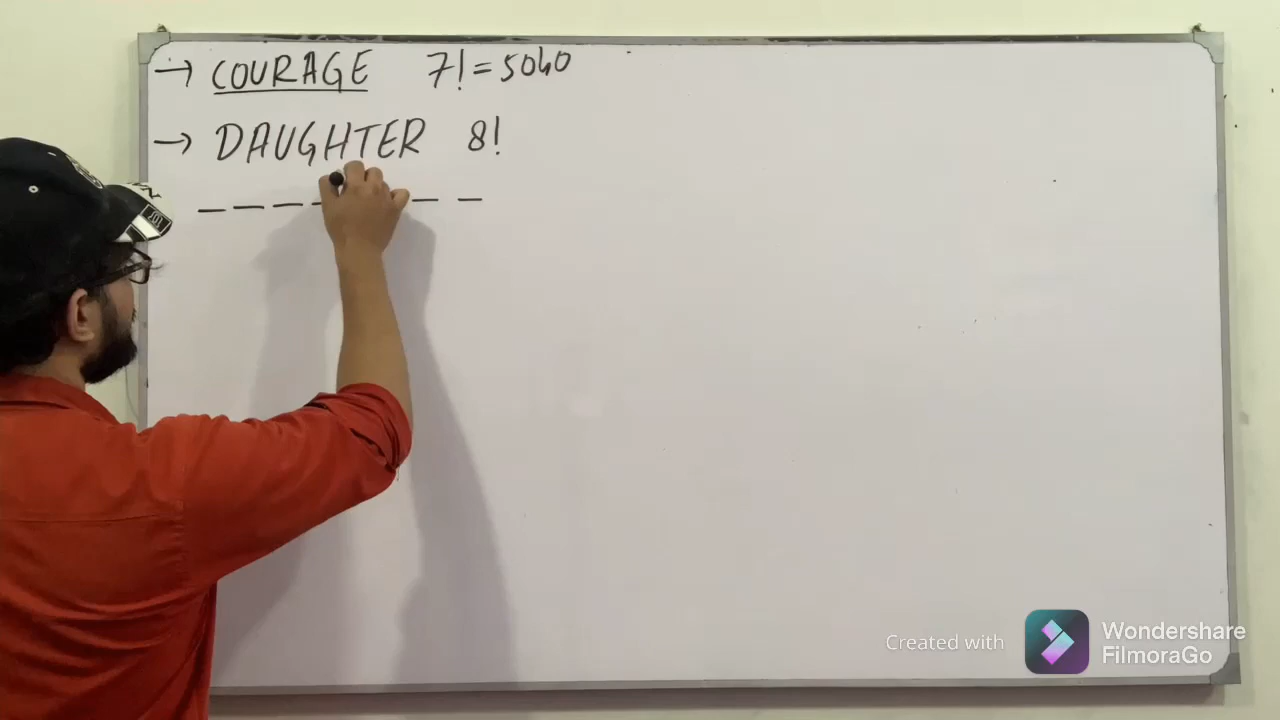 → COURAGE 7! = 5040
→ DAUGHTER 8!
Created with Wondershare FilmoraGo